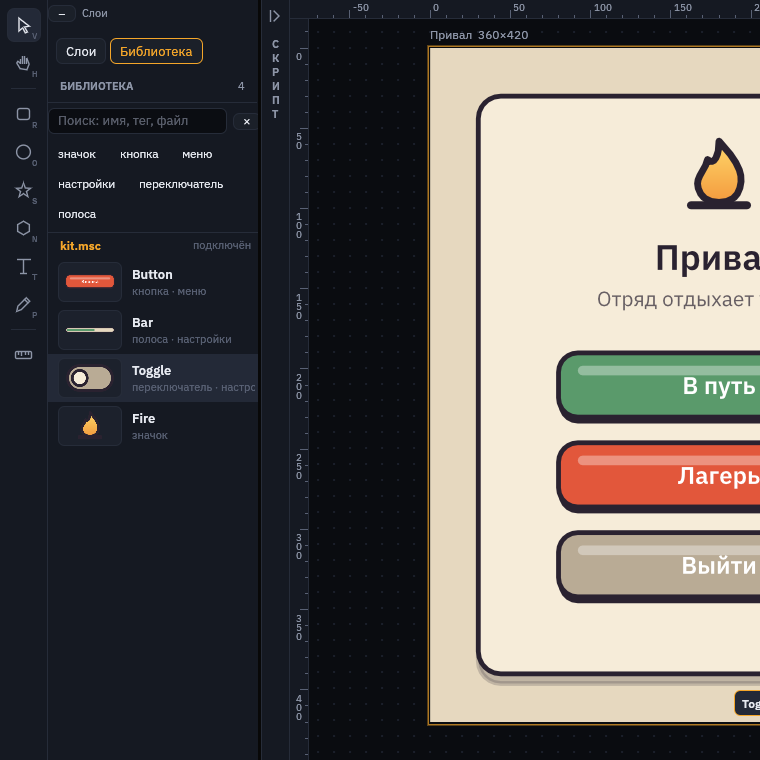 – Слои
Слои Библиотека
БИБЛИОТЕКА 4
Поиск: имя, тег, файл ×
значок кнопка меню
настройки переключатель
полоса
kit.msc подключён
Button
кнопка · меню
Bar
полоса · настройки
Toggle
переключатель · настрс
Fire
значок
V
H
R
O
S
N
T
P
СКРИПТ
-50 0 50 100 150 2
0
50
100
150
200
250
300
350
400
Привал 360×420
Прива
Отряд отдыхает
В путь
Лагерь
Выйти
Tog